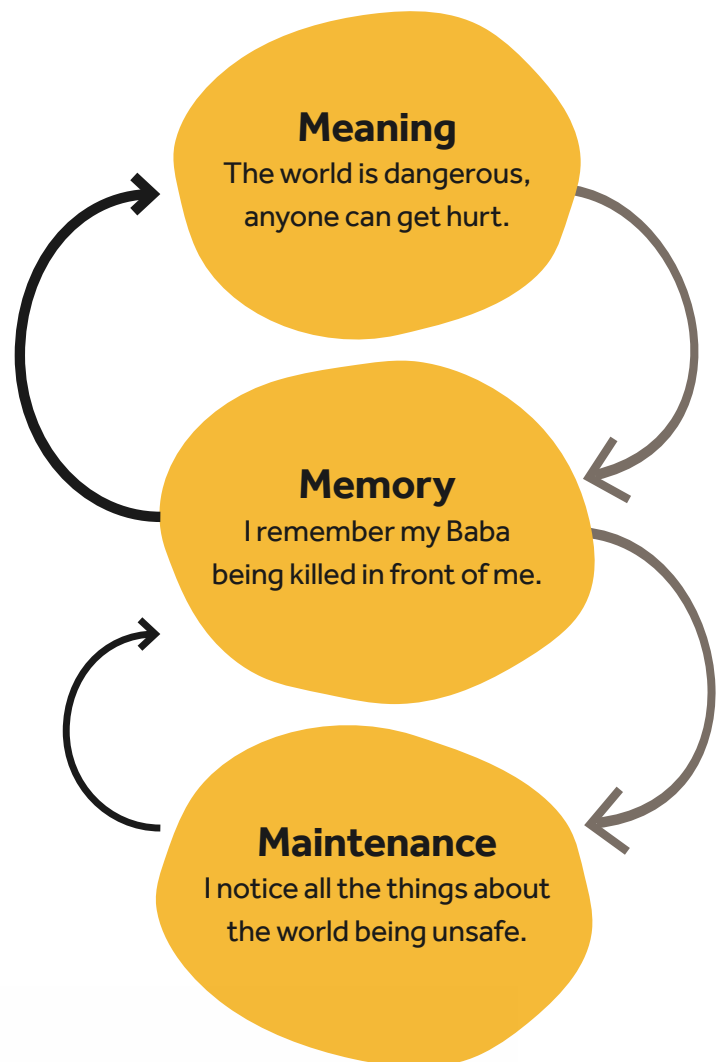 Meaning
The world is dangerous,
anyone can get hurt.
Memory
I remember my Baba
being killed in front of me.
Maintenance
I notice all the things about
the world being unsafe.